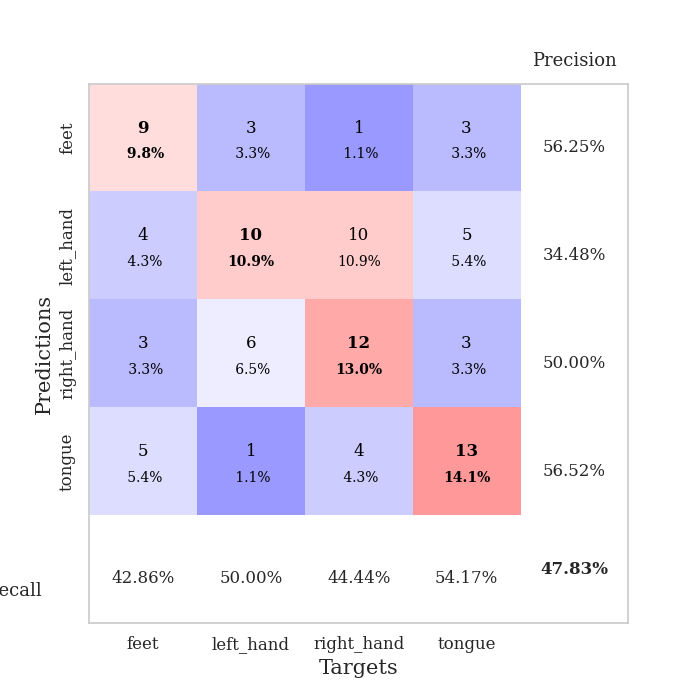 Precision
feet 9 3 1 3 56.25%
9.8% 3.3% 1.1% 3.3%
left_hand 4 10 10 5 34.48%
4.3% 10.9% 10.9% 5.4%
Predictions
right_hand 3 6 12 3 50.00%
3.3% 6.5% 13.0% 3.3%
tongue 5 1 4 13 56.52%
5.4% 1.1% 4.3% 14.1%
ecall 42.86% 50.00% 44.44% 54.17% 47.83%
feet left_hand right_hand tongue
Targets